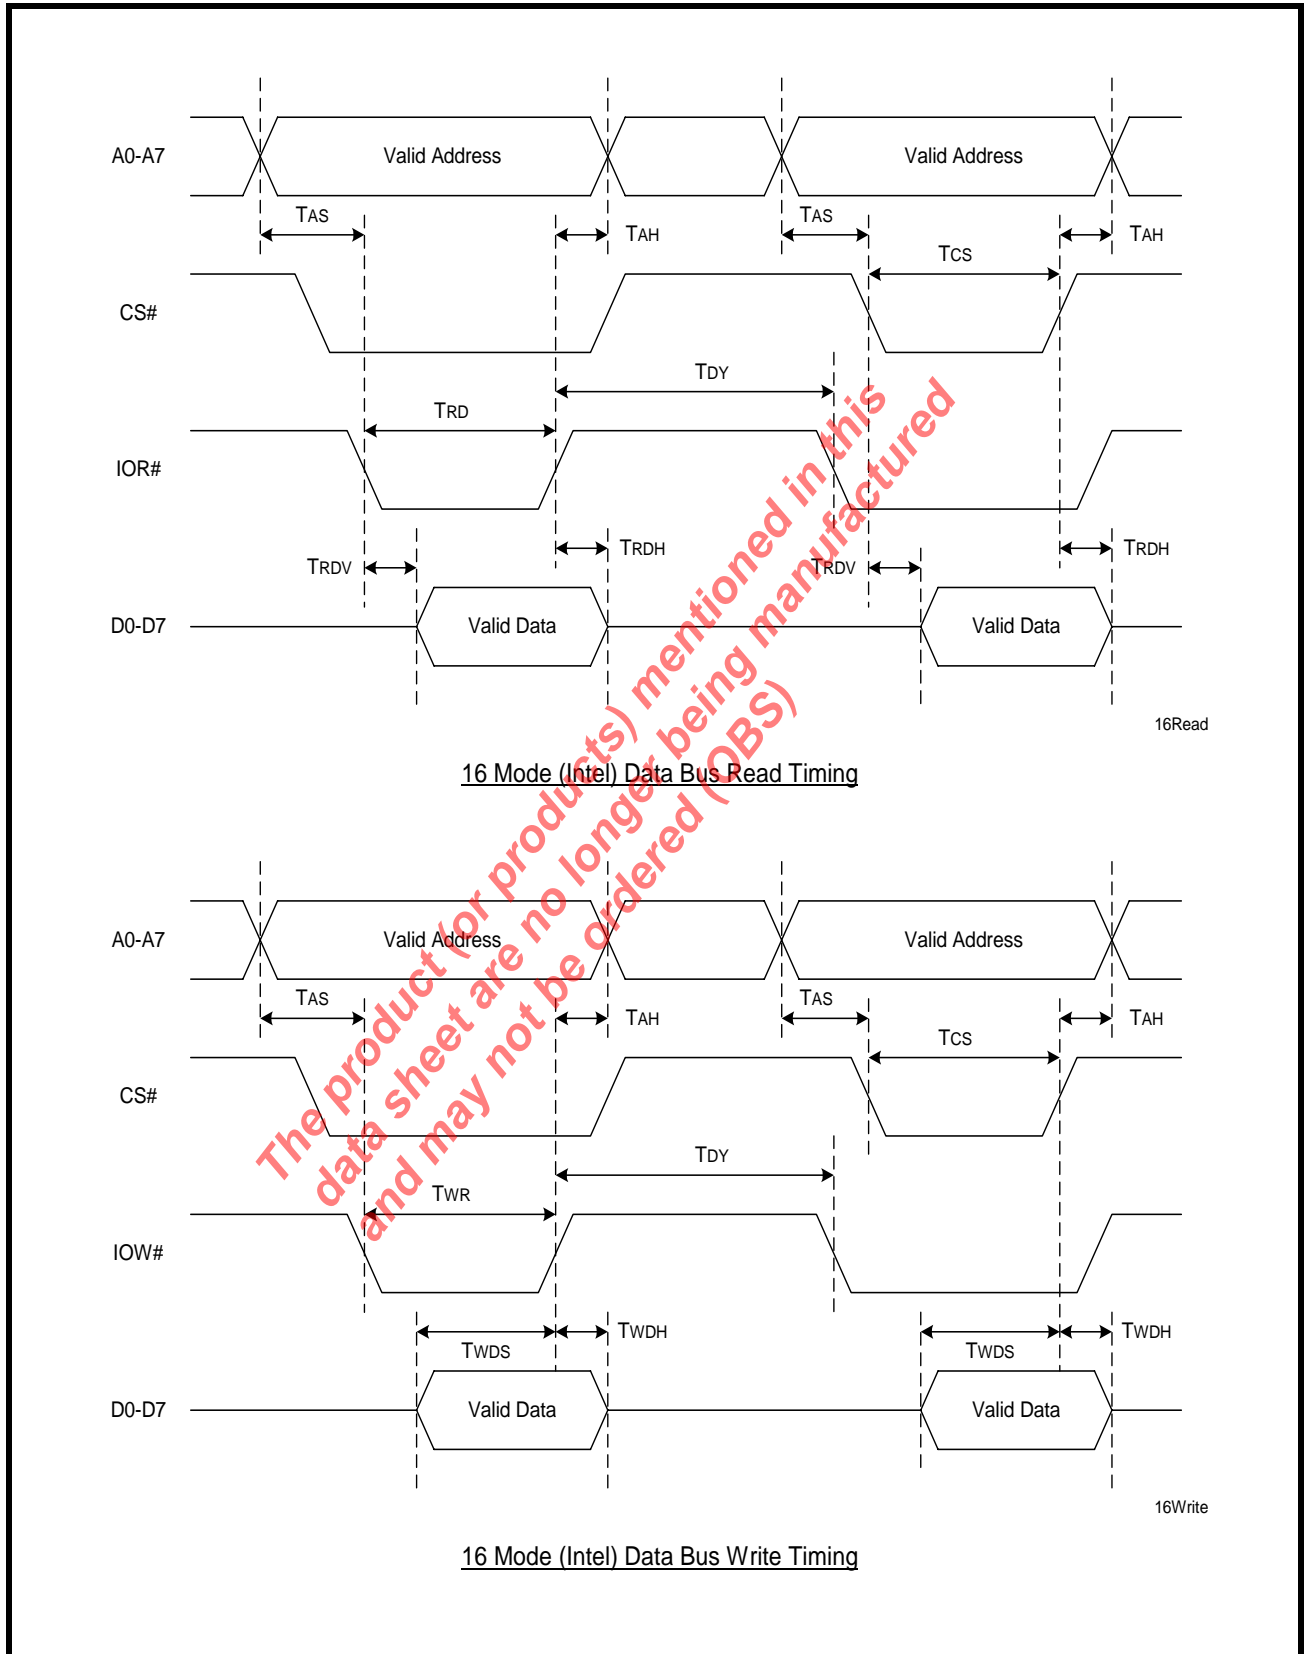 A0-A7
Valid Address
Valid Address
TAS
TAH
TAS
TAH
TCS
CS#
TDY
TRD
IOR#
TRDV
TRDH
TRDV
TRDH
D0-D7
Valid Data
Valid Data
16Read
16 Mode (Intel) Data Bus Read Timing
A0-A7
Valid Address
Valid Address
TAS
TAH
TAS
TAH
TCS
CS#
TDY
TWR
IOW#
TWDH
TWDH
TWDS
TWDS
D0-D7
Valid Data
Valid Data
16Write
16 Mode (Intel) Data Bus Write Timing
The product (or products) mentioned in this
data sheet are no longer being manufactured
and may not be ordered (OBS)